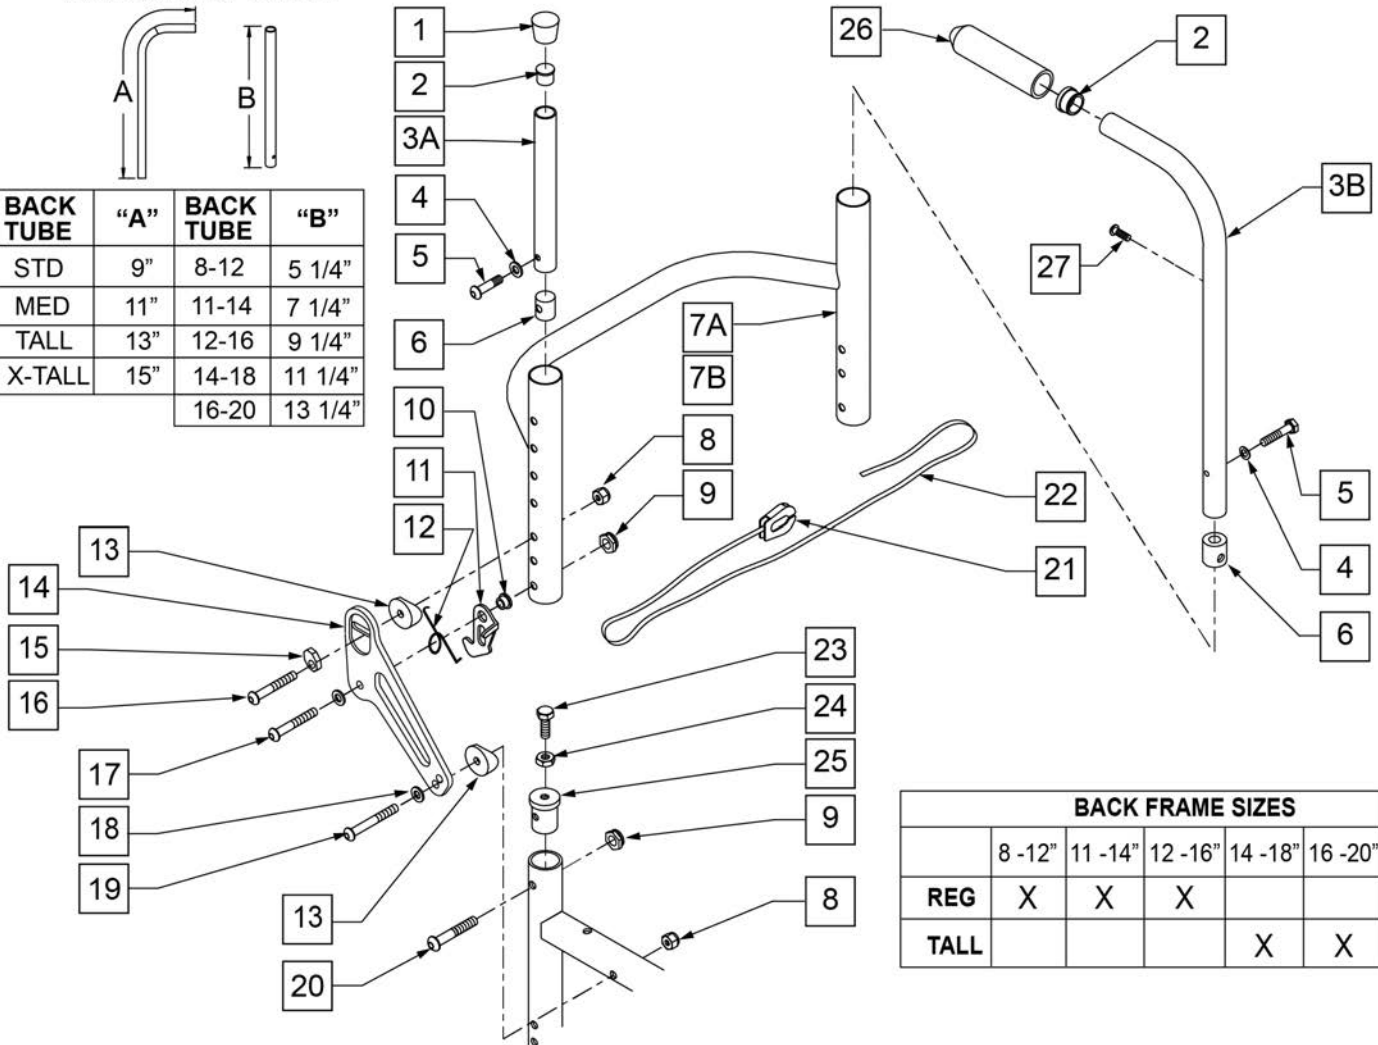 A
B
BACK TUBE "A" BACK TUBE "B"
STD 9" 8-12 5 1/4"
MED 11" 11-14 7 1/4"
TALL 13" 12-16 9 1/4"
X-TALL 15" 14-18 11 1/4"
16-20 13 1/4"
1
2
3A
4
5
6
7A
7B
8
9
10
11
12
13
14
15
16
17
18
19
13
20
21
22
23
24
25
9
8
26
2
3B
27
5
4
6
BACK FRAME SIZES
8 -12" 11 -14" 12 -16" 14 -18" 16 -20"
REG X X X
TALL X X